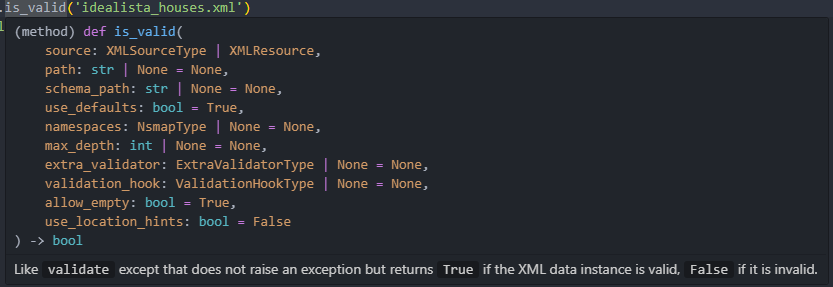 .is_valid('idealista_houses.xml')
(method) def is_valid(
    source: XMLSourceType | XMLResource,
    path: str | None = None,
    schema_path: str | None = None,
    use_defaults: bool = True,
    namespaces: NsmapType | None = None,
    max_depth: int | None = None,
    extra_validator: ExtraValidatorType | None = None,
    validation_hook: ValidationHookType | None = None,
    allow_empty: bool = True,
    use_location_hints: bool = False
) -> bool
Like validate except that does not raise an exception but returns True if the XML data instance is valid, False if it is invalid.